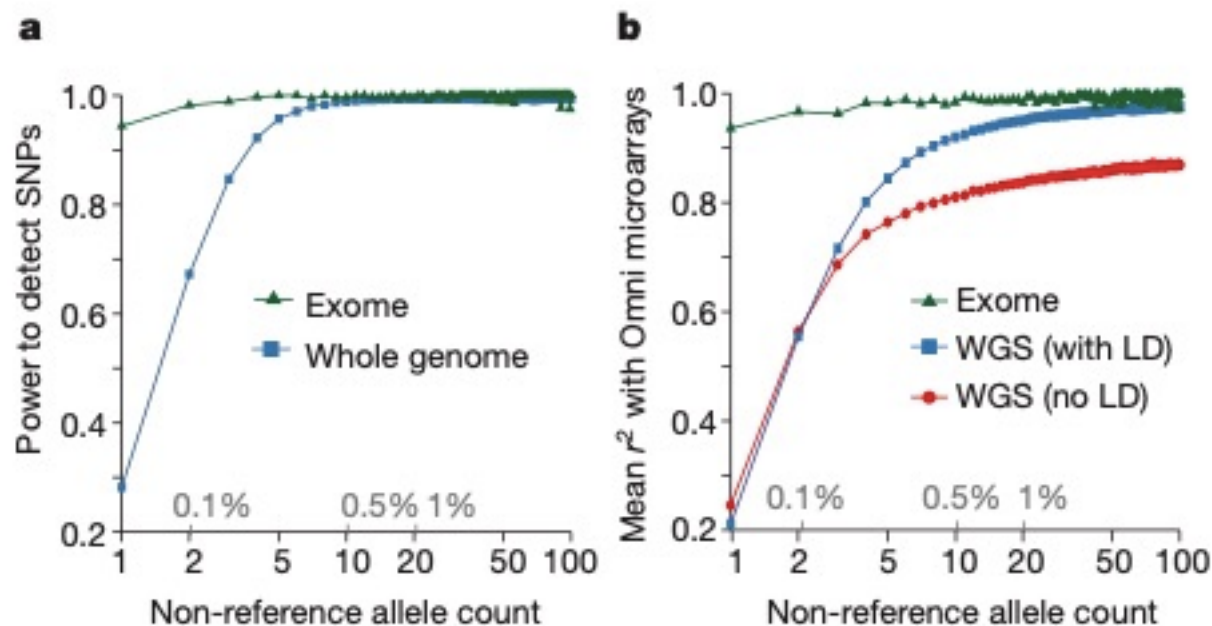 a
Power to detect SNPs
1.0
0.8
0.6
0.4
0.2
Exome
Whole genome
0.1% 0.5% 1%
1 2 5 10 20 50 100
Non-reference allele count
b
Mean r² with Omni microarrays
1.0
0.8
0.6
0.4
0.2
Exome
WGS (with LD)
WGS (no LD)
0.1% 0.5% 1%
1 2 5 10 20 50 100
Non-reference allele count